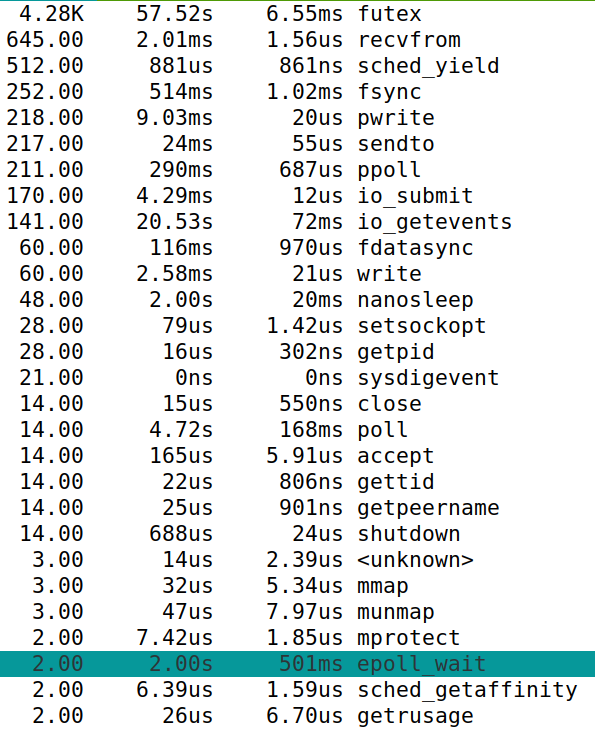 4.28K 57.52s 6.55ms futex
645.00 2.01ms 1.56us recvfrom
512.00 881us 861ns sched_yield
252.00 514ms 1.02ms fsync
218.00 9.03ms 20us pwrite
217.00 24ms 55us sendto
211.00 290ms 687us ppoll
170.00 4.29ms 12us io_submit
141.00 20.53s 72ms io_getevents
60.00 116ms 970us fdatasync
60.00 2.58ms 21us write
48.00 2.00s 20ms nanosleep
28.00 79us 1.42us setsockopt
28.00 16us 302ns getpid
21.00 0ns 0ns sysdigevent
14.00 15us 550ns close
14.00 4.72s 168ms poll
14.00 165us 5.91us accept
14.00 22us 806ns gettid
14.00 25us 901ns getpeername
14.00 688us 24us shutdown
3.00 14us 2.39us <unknown>
3.00 32us 5.34us mmap
3.00 47us 7.97us munmap
2.00 7.42us 1.85us mprotect
2.00 2.00s 501ms epoll_wait
2.00 6.39us 1.59us sched_getaffinity
2.00 26us 6.70us getrusage